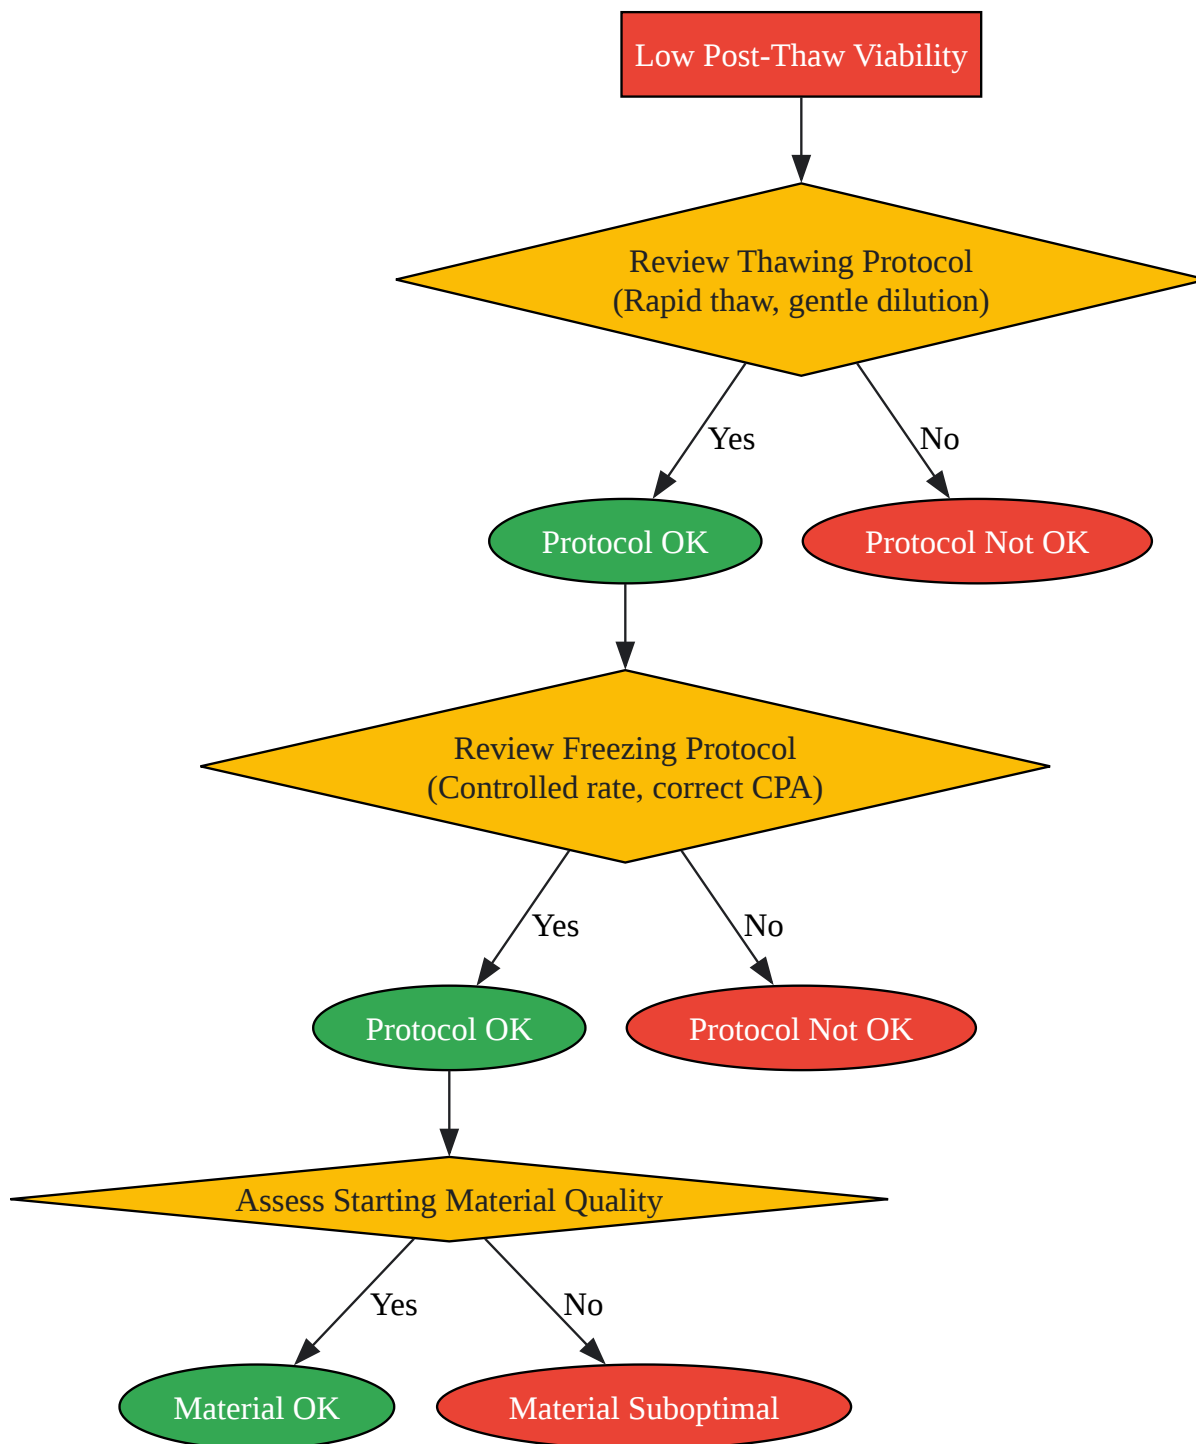 Low Post-Thaw Viability
Review Thawing Protocol
(Rapid thaw, gentle dilution)
Yes
No
Protocol OK
Protocol Not OK
Review Freezing Protocol
(Controlled rate, correct CPA)
Yes
No
Protocol OK
Protocol Not OK
Assess Starting Material Quality
Yes
No
Material OK
Material Suboptimal